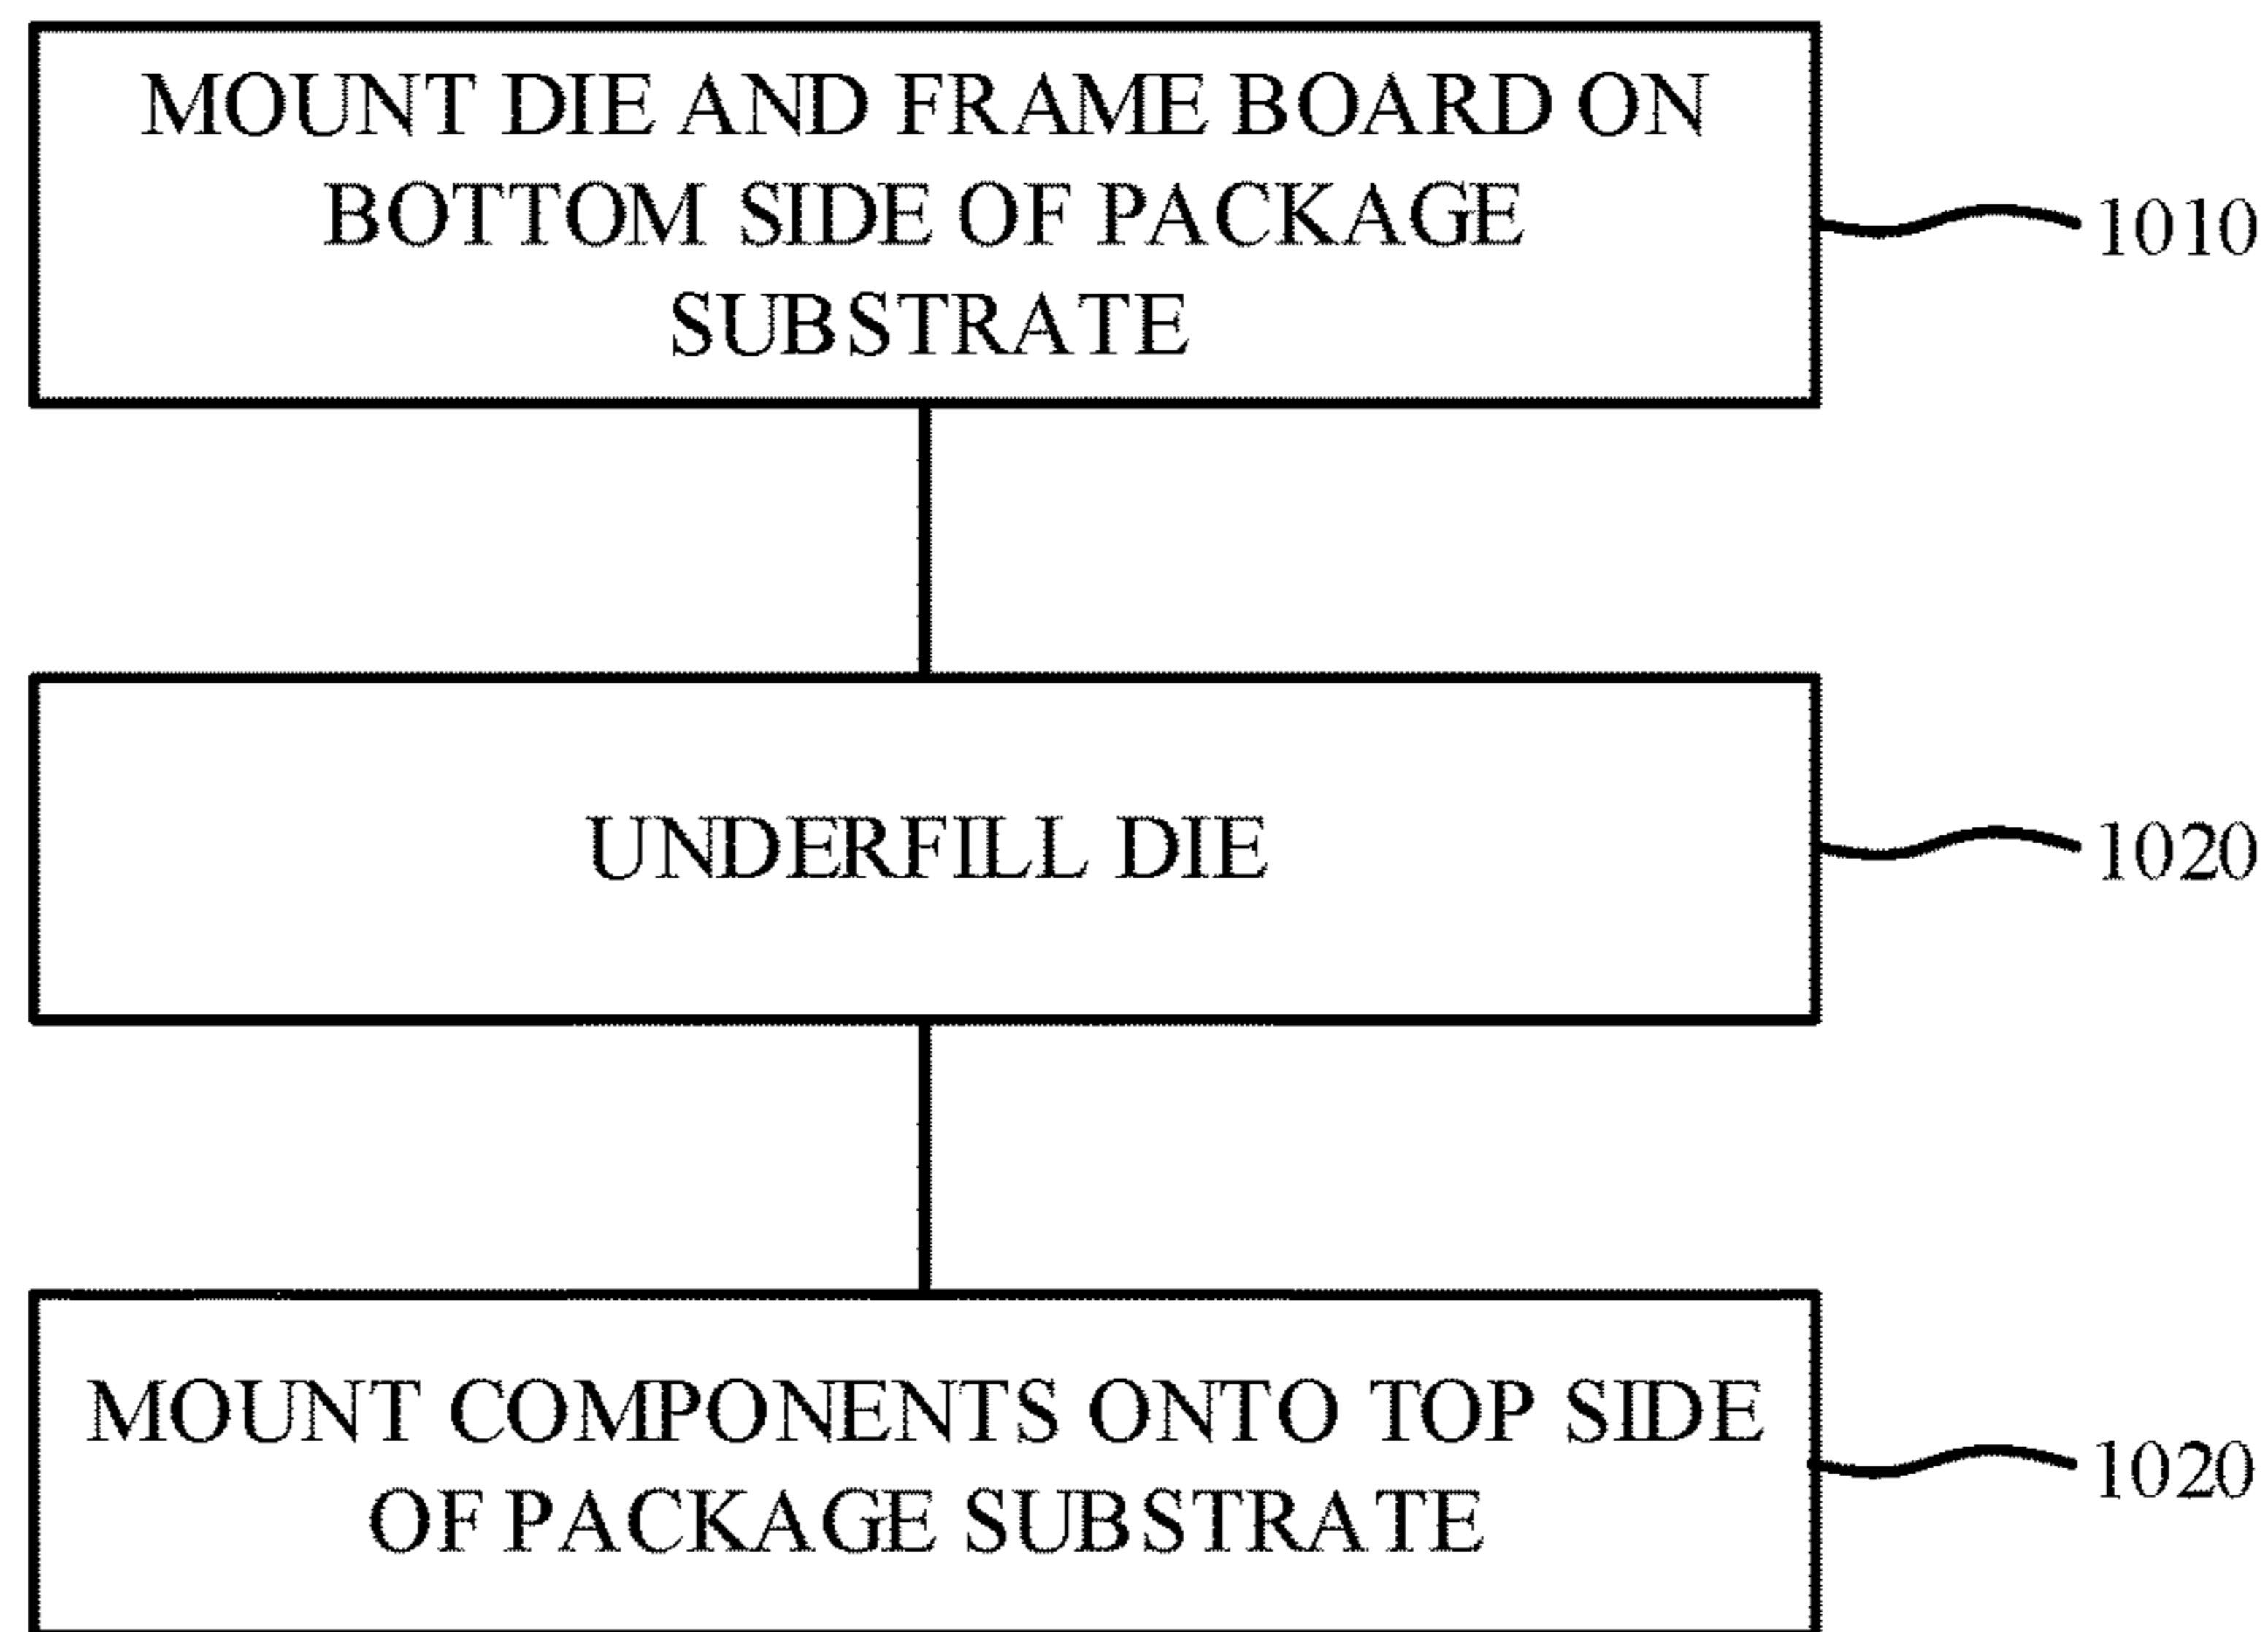 MOUNT DIE AND FRAME BOARD ON
BOTTOM SIDE OF PACKAGE
SUBSTRATE
1010
UNDERFILL DIE
1020
MOUNT COMPONENTS ONTO TOP SIDE
OF PACKAGE SUBSTRATE
1020